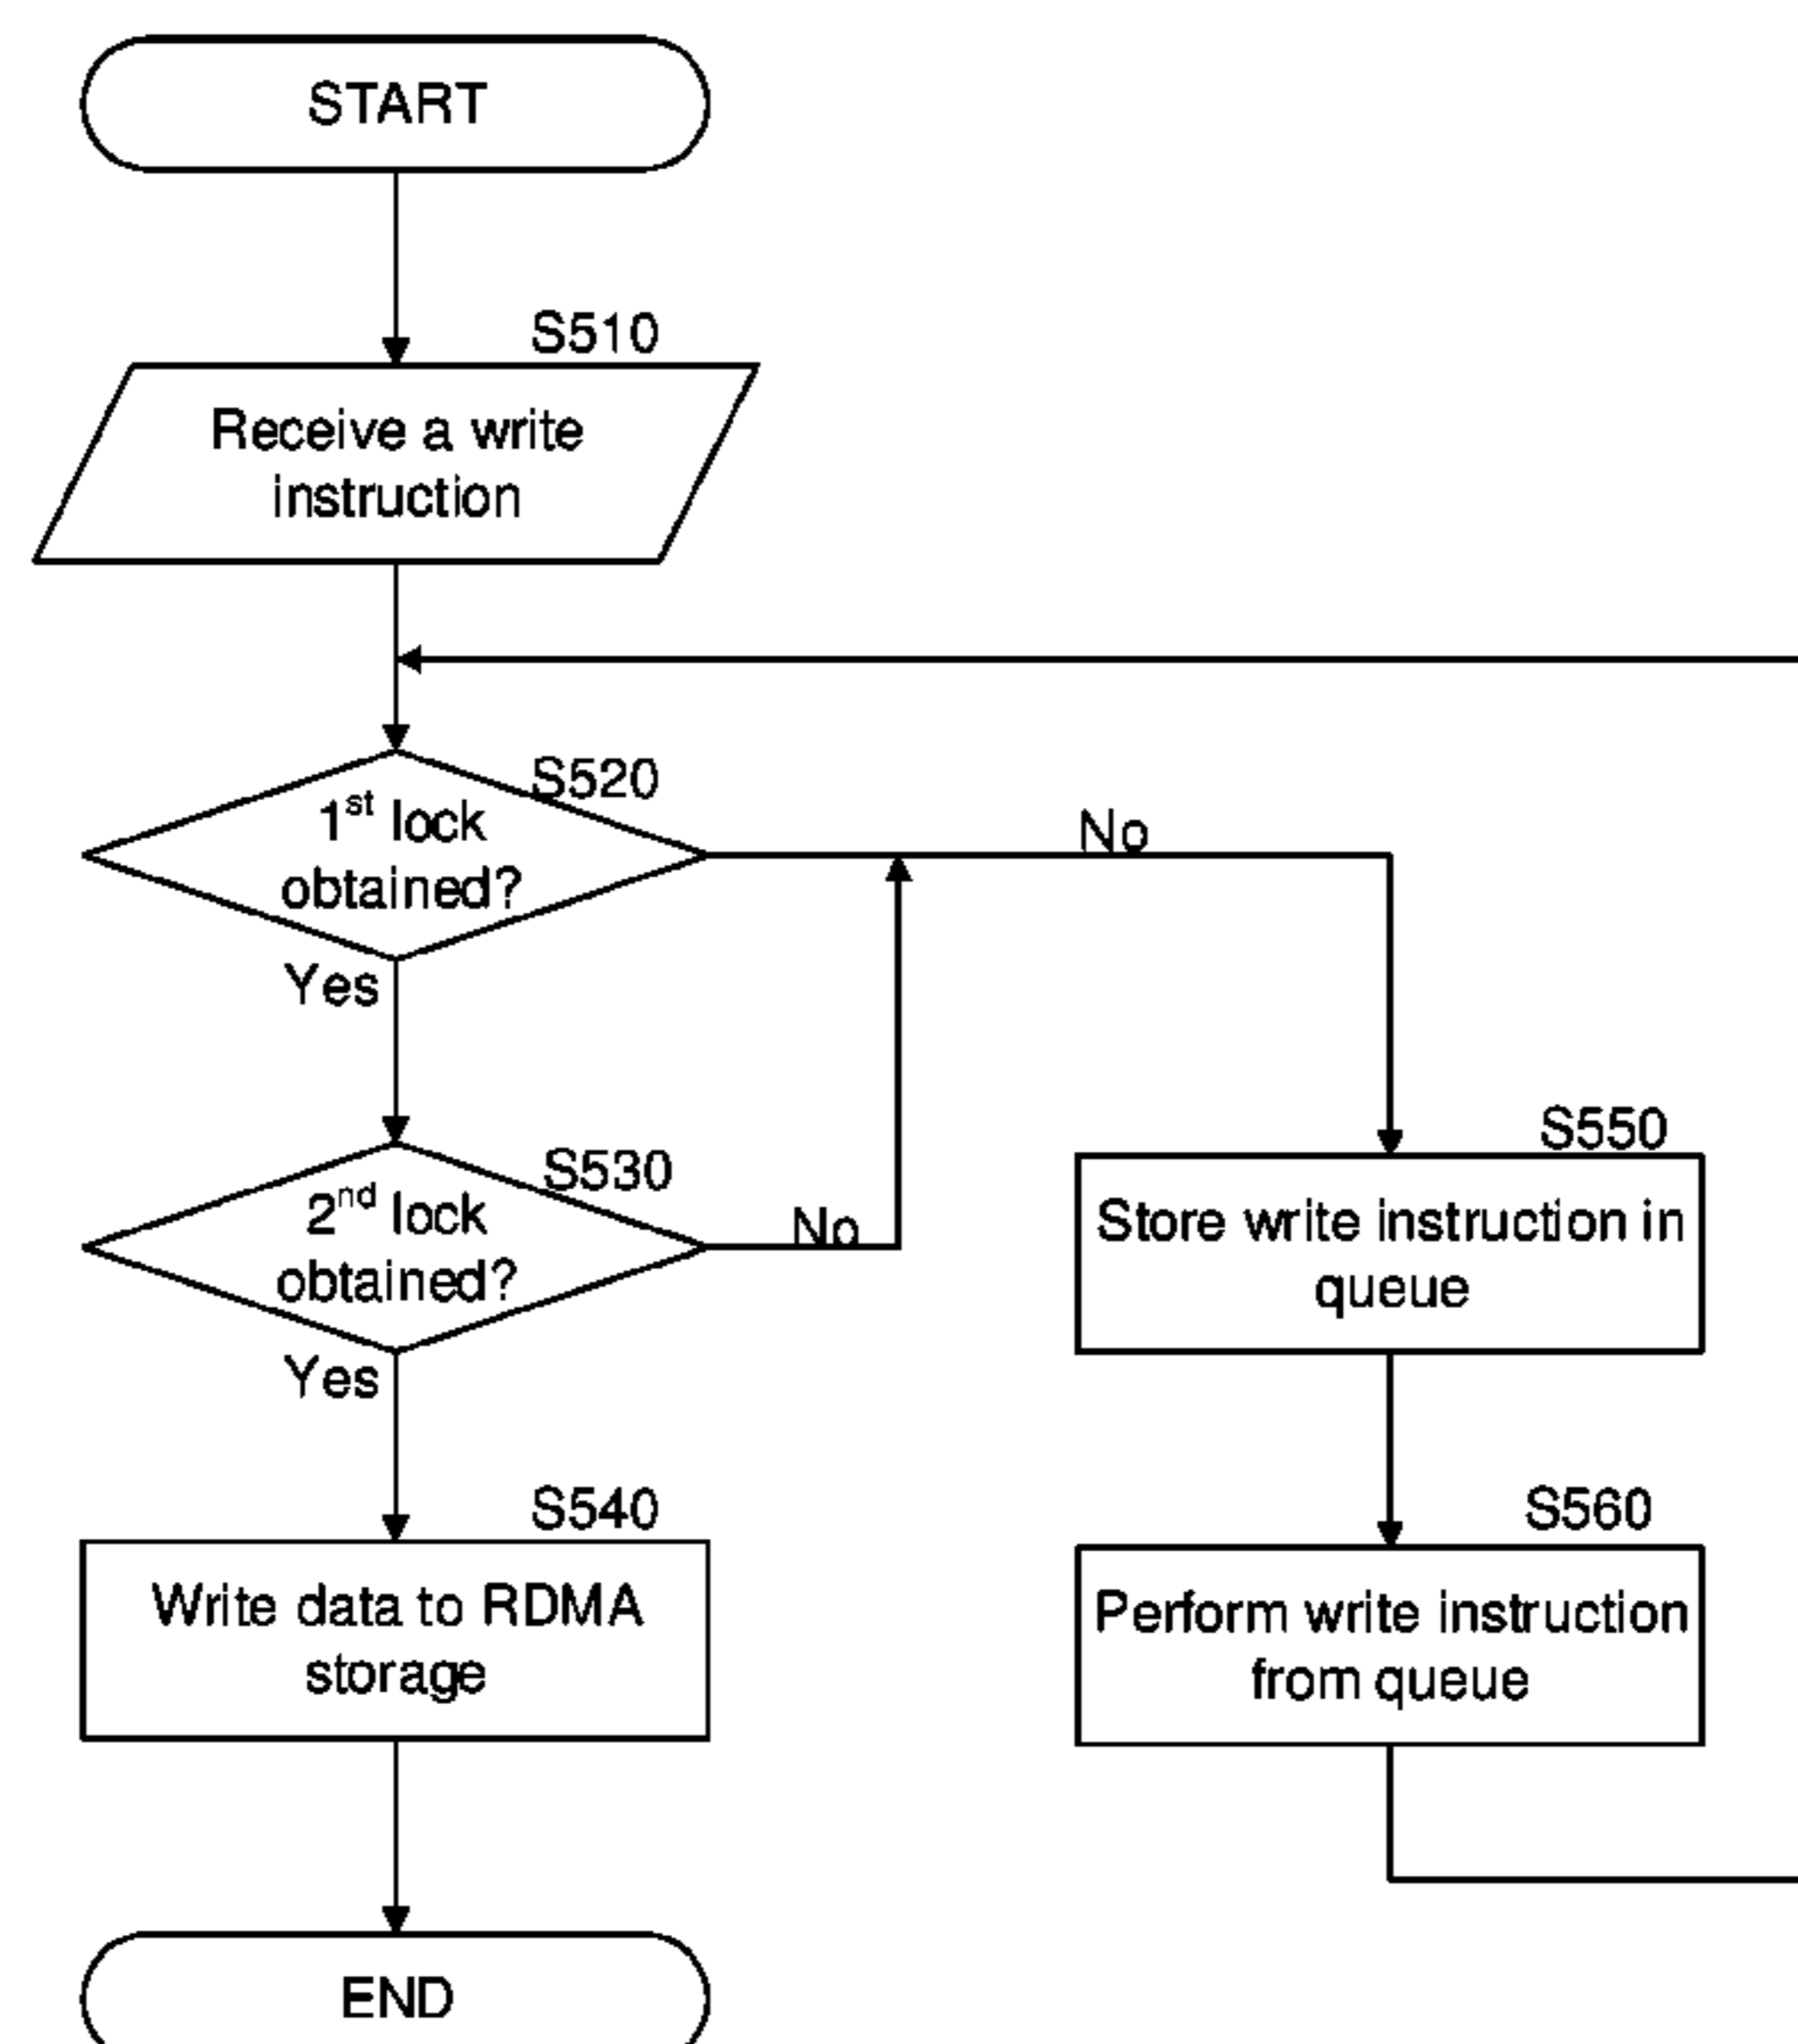 START
S510
Receive a write
instruction
S520
1st lock
obtained?
No
Yes
S530
2nd lock
obtained?
No
Yes
S540
Write data to RDMA
storage
S550
Store write instruction in
queue
S560
Perform write instruction
from queue
END